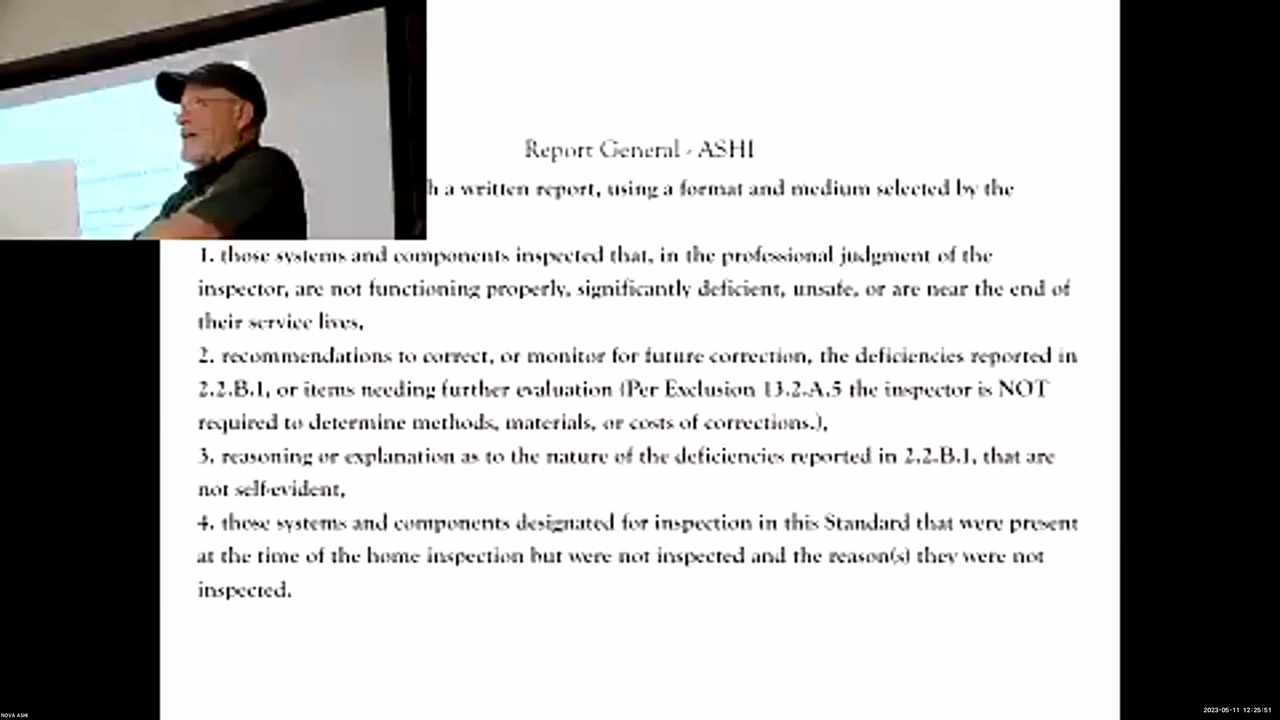 Report General - ASHI
h a written report, using a format and medium selected by the
1. those systems and components inspected that, in the professional judgment of the
inspector, are not functioning properly, significantly deficient, unsafe, or are near the end of
their service lives,
2. recommendations to correct, or monitor for future correction, the deficiencies reported in
2.2.B.1, or items needing further evaluation (Per Exclusion 13.2.A.5 the inspector is NOT
required to determine methods, materials, or costs of corrections.),
3. reasoning or explanation as to the nature of the deficiencies reported in 2.2.B.1, that are
not self-evident,
4. those systems and components designated for inspection in this Standard that were present
at the time of the home inspection but were not inspected and the reason(s) they were not
inspected.
NOVA ASHI
2023-05-11 12:25:51